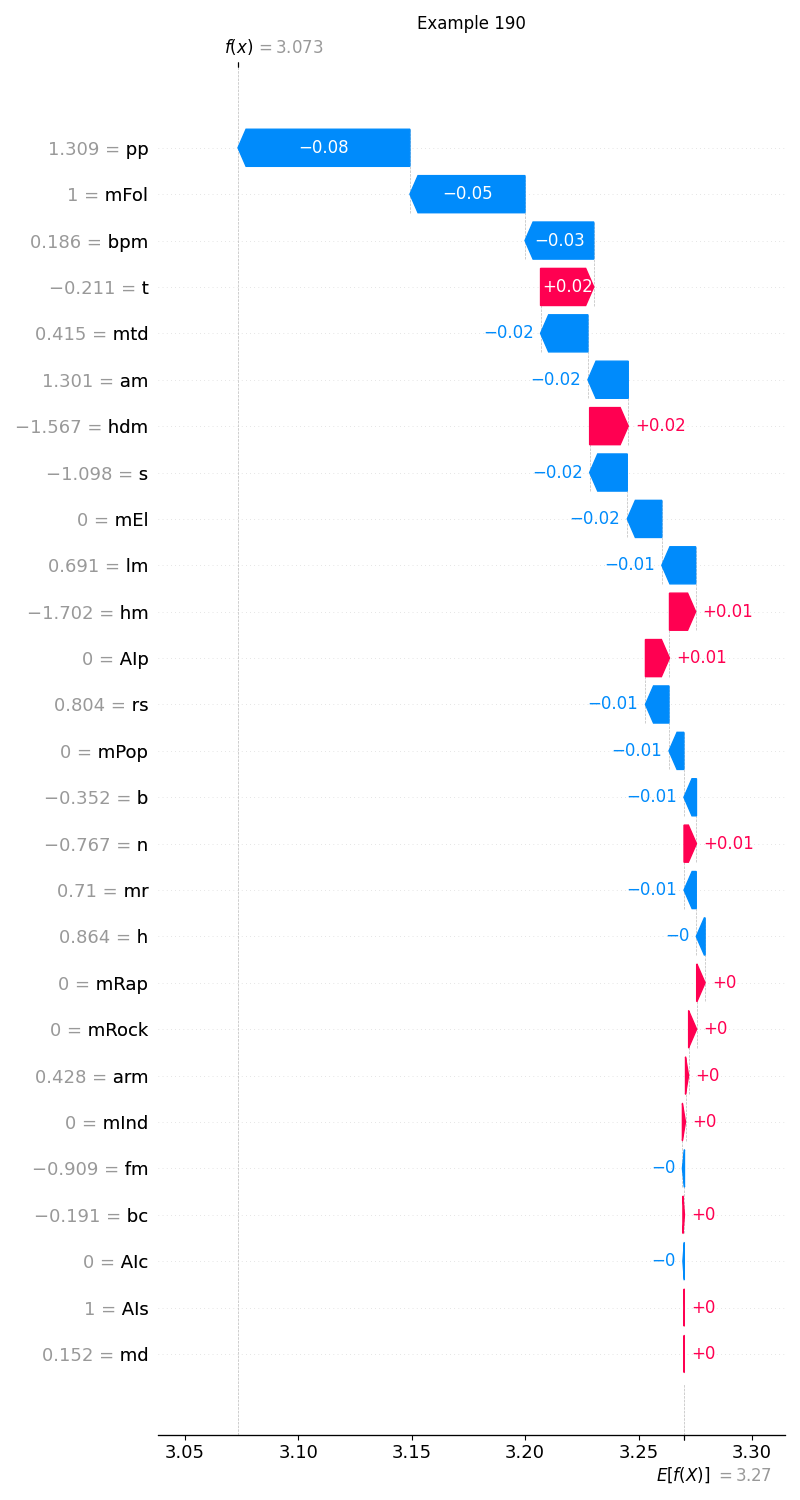 Example 190
f(x) = 3.073
1.309 = pp −0.08
1 = mFol −0.05
0.186 = bpm −0.03
−0.211 = t +0.02
0.415 = mtd −0.02
1.301 = am −0.02
−1.567 = hdm +0.02
−1.098 = s −0.02
0 = mEl −0.02
0.691 = lm −0.01
−1.702 = hm +0.01
0 = AIp +0.01
0.804 = rs −0.01
0 = mPop −0.01
−0.352 = b −0.01
−0.767 = n +0.01
0.71 = mr −0.01
0.864 = h −0
0 = mRap +0
0 = mRock +0
0.428 = arm +0
0 = mInd +0
−0.909 = fm −0
−0.191 = bc +0
0 = AIc −0
1 = AIs +0
0.152 = md +0
3.05 3.10 3.15 3.20 3.25 3.30
E[f(X)] = 3.27